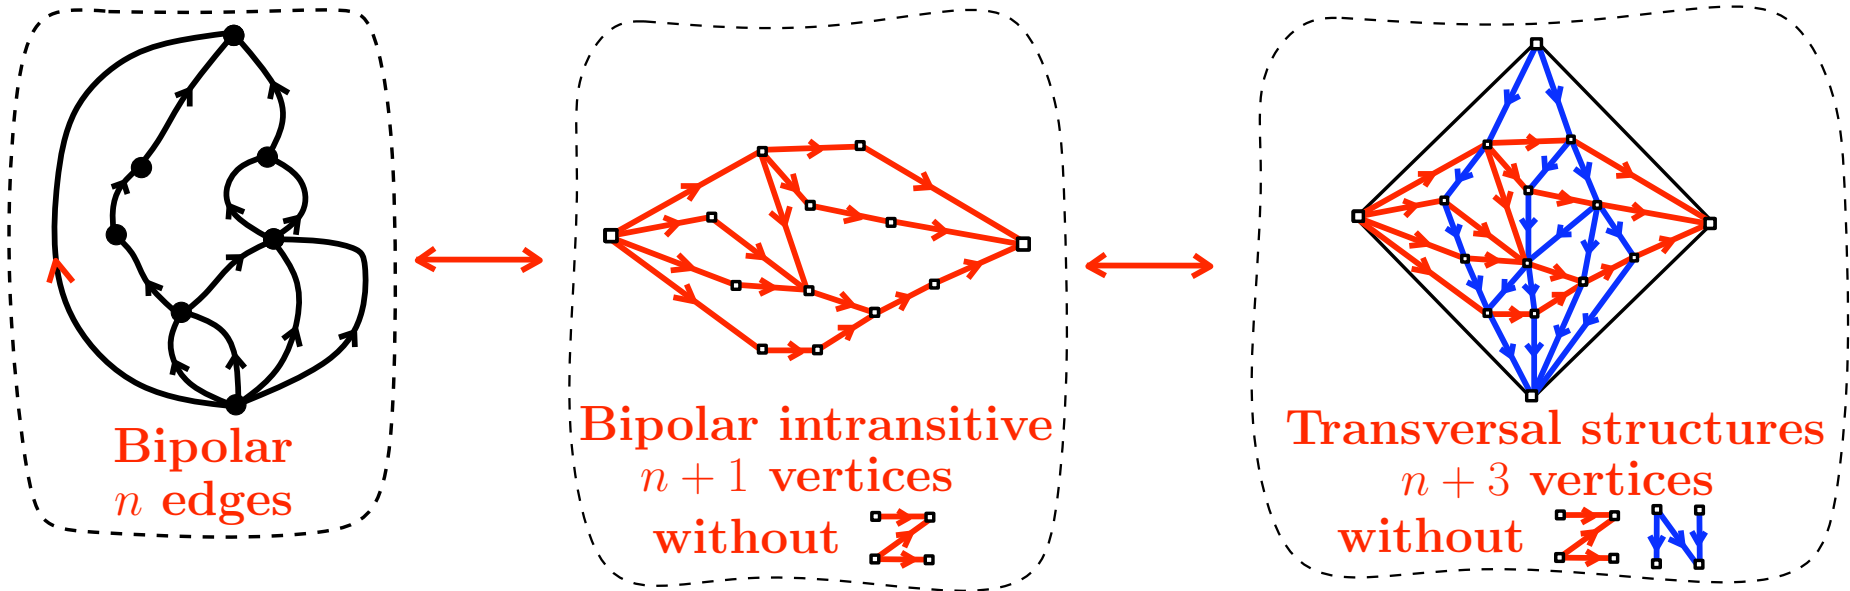 Bipolar
n edges
Bipolar intransitive
n + 1 vertices
without
Transversal structures
n + 3 vertices
without